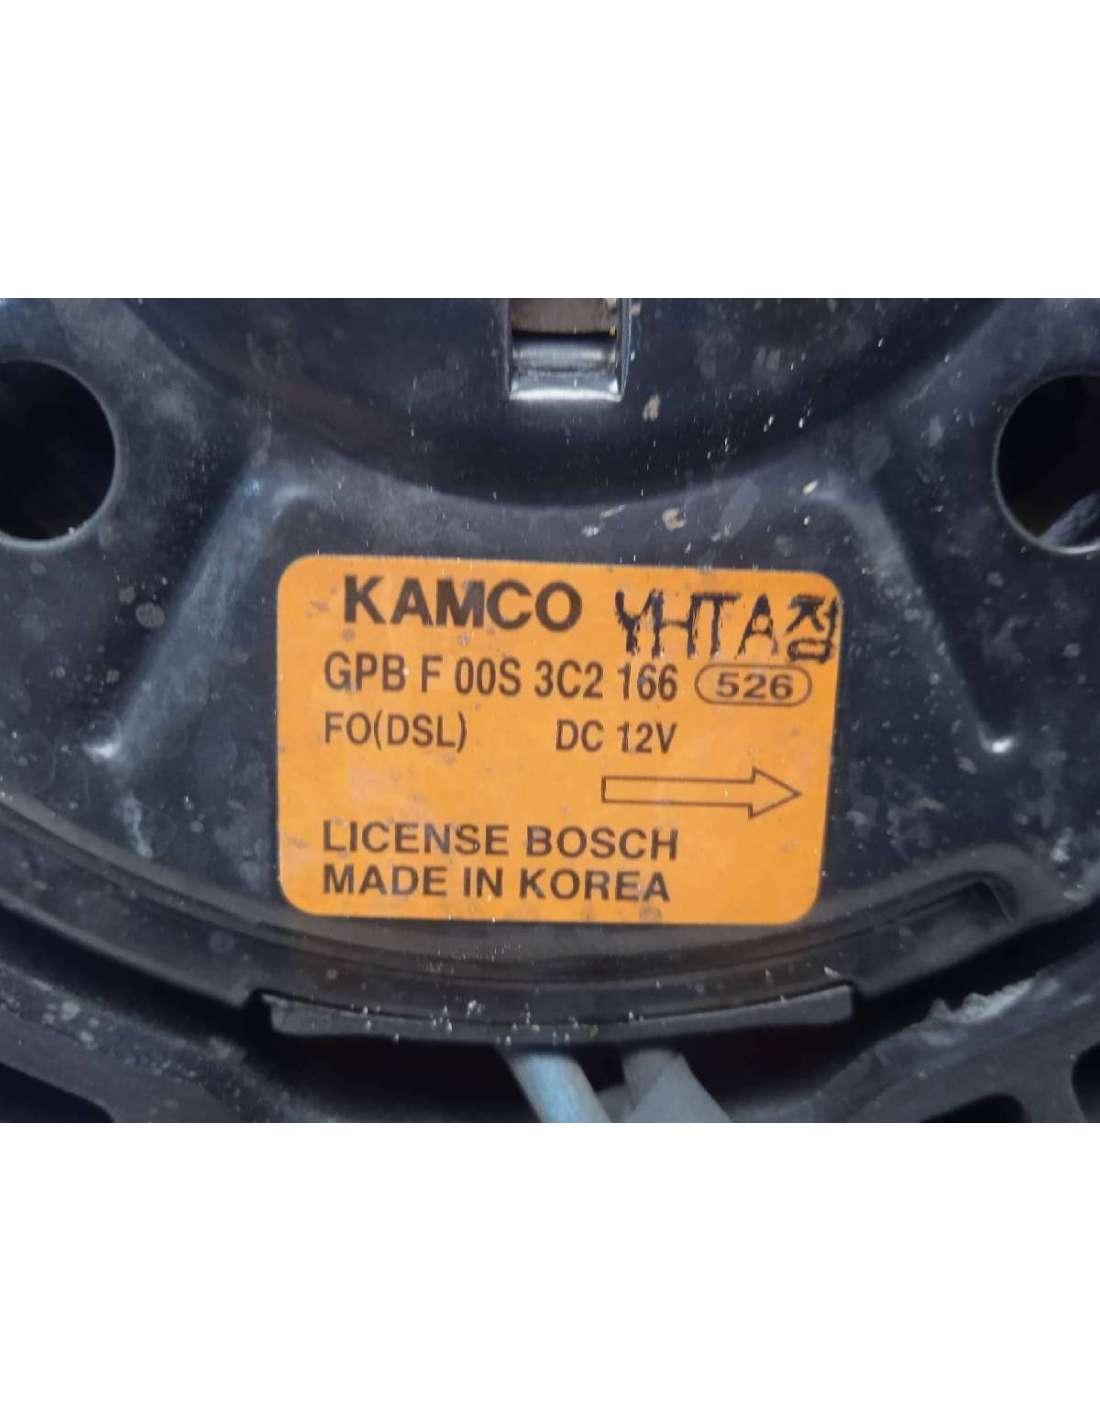 KAMCO YHTA점
GPB F 00S 3C2 166 526
FO(DSL) DC 12V
LICENSE BOSCH
MADE IN KOREA